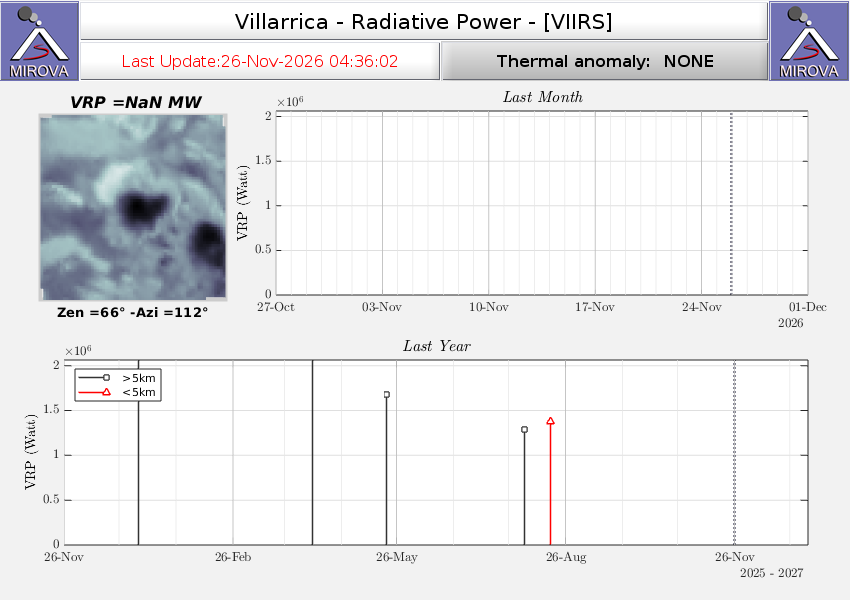 Villarrica - Radiative Power - [VIIRS]
MIROVA
Last Update:26-Nov-2026 04:36:02
Thermal anomaly: NONE
MIROVA
VRP =NaN MW
Zen =66° -Azi =112°
Last Month
×10⁶
VRP (Watt)
2
1.5
1
0.5
0
27-Oct
03-Nov
10-Nov
17-Nov
24-Nov
01-Dec
2026
Last Year
×10⁶
VRP (Watt)
2
1.5
1
0.5
0
>5km
<5km
26-Nov
26-Feb
26-May
26-Aug
26-Nov
2025 - 2027